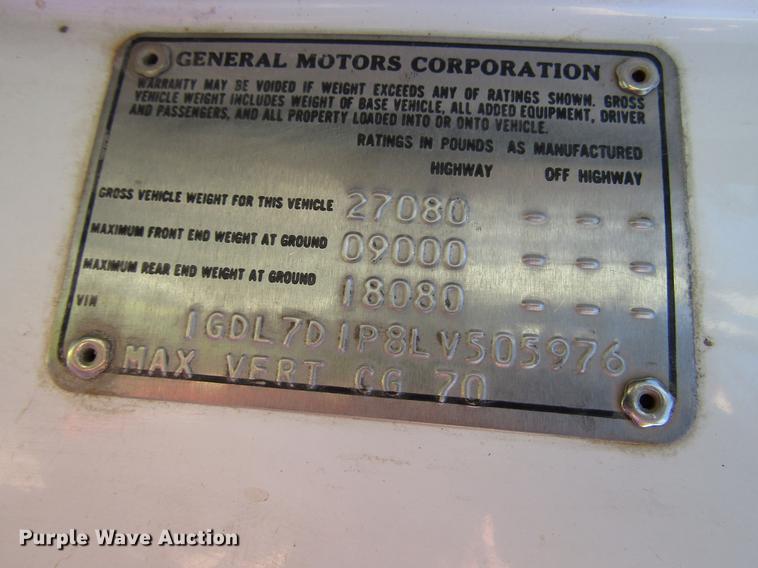 GENERAL MOTORS CORPORATION
WARRANTY MAY BE VOIDED IF WEIGHT EXCEEDS ANY OF RATINGS SHOWN. GROSS
VEHICLE WEIGHT INCLUDES WEIGHT OF BASE VEHICLE, ALL ADDED EQUIPMENT, DRIVER
AND PASSENGERS, AND ALL PROPERTY LOADED INTO OR ONTO VEHICLE.
RATINGS IN POUNDS AS MANUFACTURED
HIGHWAY OFF HIGHWAY
GROSS VEHICLE WEIGHT FOR THIS VEHICLE 27080 - - -
MAXIMUM FRONT END WEIGHT AT GROUND 09000 - - -
MAXIMUM REAR END WEIGHT AT GROUND 18080 - - -
VIN 1GDL7D1P8LV505976
MAX VERT CG 70
Purple Wave Auction